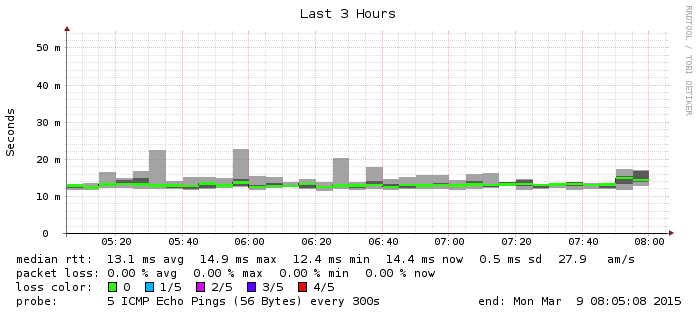 Last 3 Hours
RRDTOOL / TOBI OETIKER
Seconds
50 m
40 m
30 m
20 m
10 m
0
05:20 05:40 06:00 06:20 06:40 07:00 07:20 07:40 08:00
median rtt: 13.1 ms avg 14.9 ms max 12.4 ms min 14.4 ms now 0.5 ms sd 27.9 am/s
packet loss: 0.00 % avg 0.00 % max 0.00 % min 0.00 % now
loss color: 0 1/5 2/5 3/5 4/5
probe: 5 ICMP Echo Pings (56 Bytes) every 300s end: Mon Mar 9 08:05:08 2015